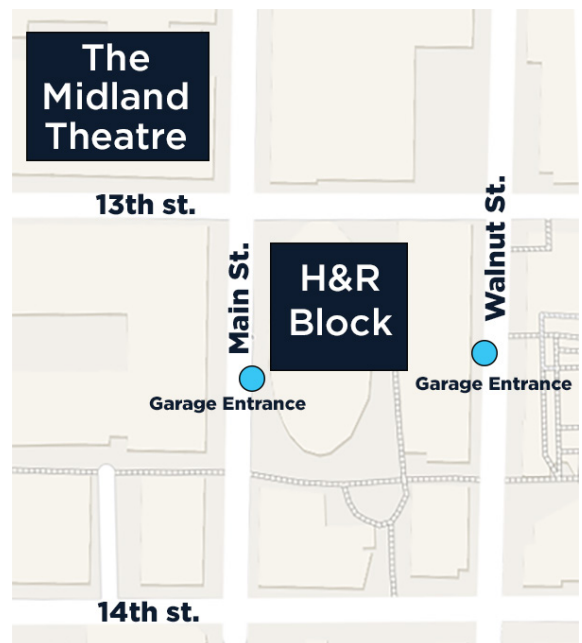 The
Midland
Theatre
13th st.
Walnut St.
Main St.
H&R
Block
Garage Entrance
Garage Entrance
14th st.